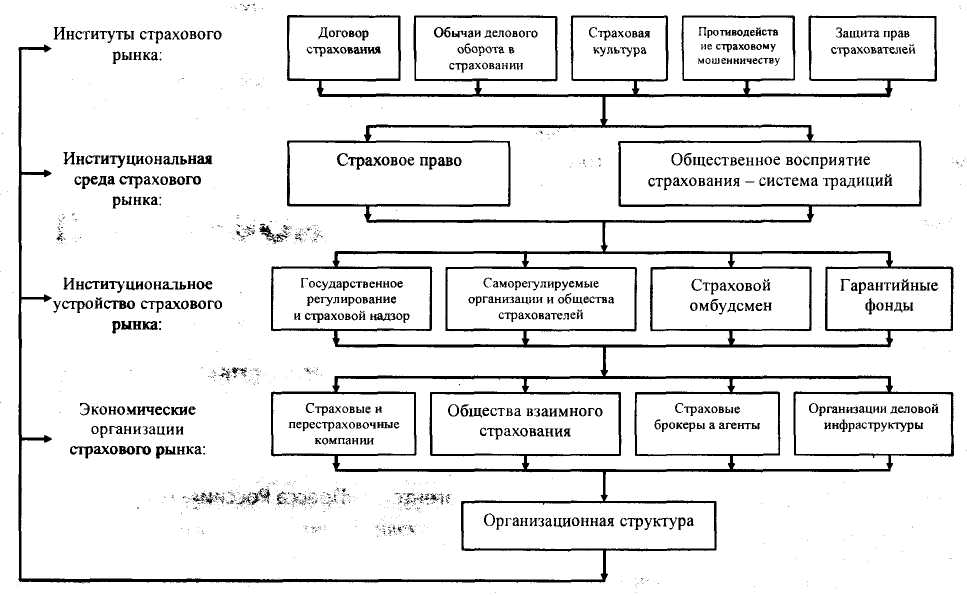 Институты страхового
рынка:
Договор
страхования
Обычаи делового
оборота в
страховании
Страховая
культура
Противодейств
ие страховому
мошенничеству
Защита прав
страхователей
Институциональная
среда страхового
рынка:
Страховое право
Общественное восприятие
страхования – система традиций
Институциональное
устройство страхового
рынка:
Государственное
регулирование
и страховой надзор
Саморегулируемые
организации и общества
страхователей
Страховой
омбудсмен
Гарантийные
фонды
Экономические
организации
страхового рынка:
Страховые и
перестраховочные
компании
Общества взаимного
страхования
Страховые
брокеры а агенты
Организации деловой
инфраструктуры
Организационная структура